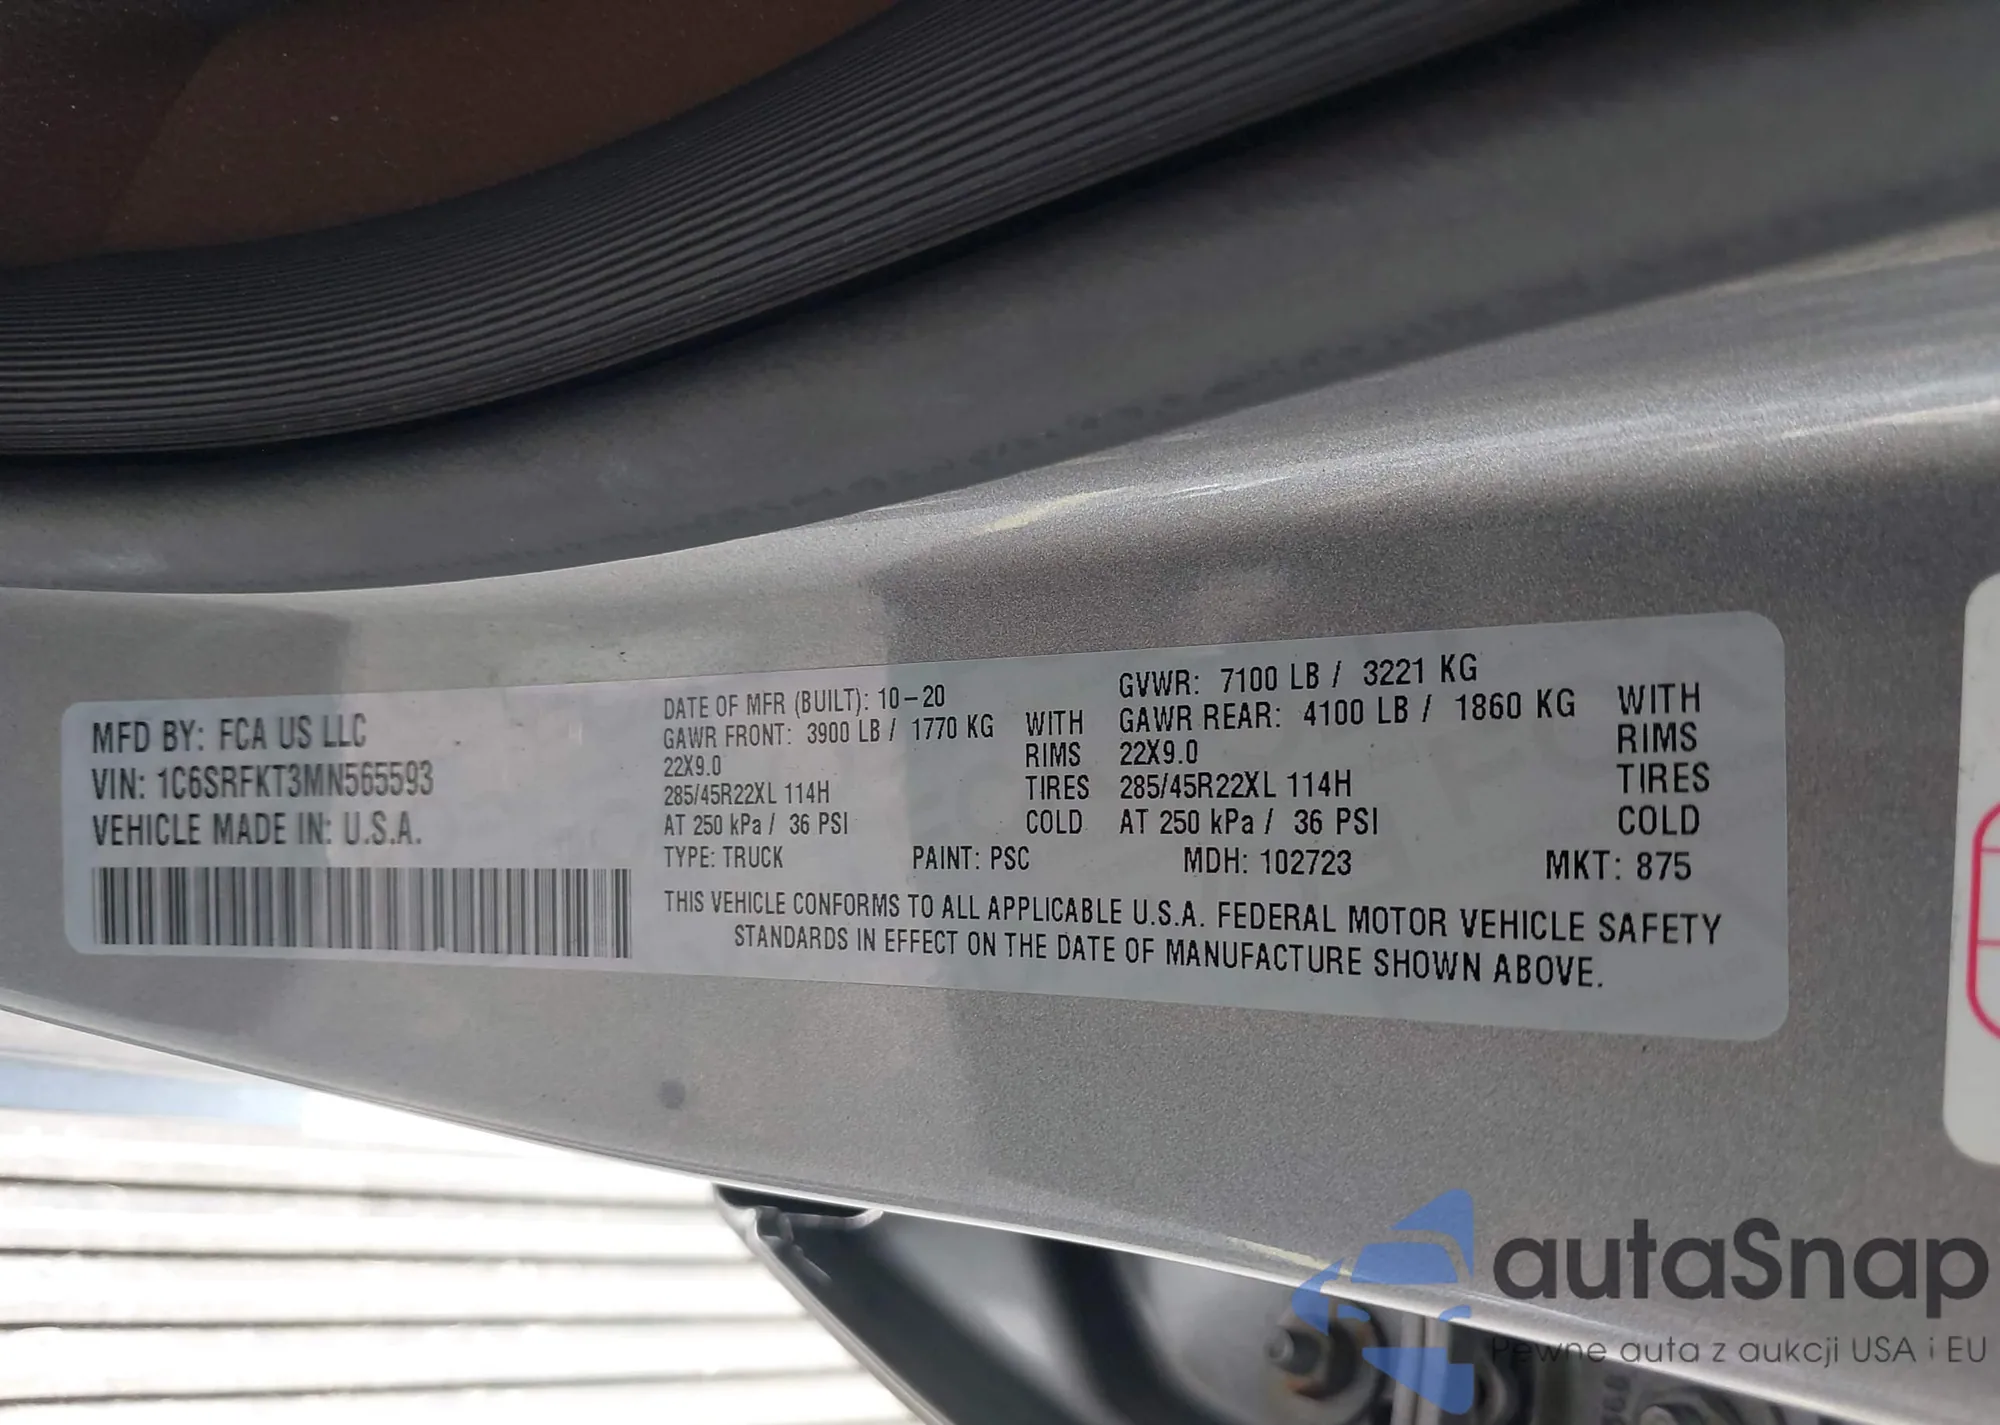 MFD BY: FCA US LLC
VIN: 1C6SRFKT3MN565593
VEHICLE MADE IN: U.S.A.
DATE OF MFR (BUILT): 10-20
GAWR FRONT: 3900 LB / 1770 KG WITH
22X9.0 RIMS
285/45R22XL 114H TIRES
AT 250 kPa / 36 PSI COLD
GVWR: 7100 LB / 3221 KG
GAWR REAR: 4100 LB / 1860 KG WITH
22X9.0 RIMS
285/45R22XL 114H TIRES
AT 250 kPa / 36 PSI COLD
TYPE: TRUCK PAINT: PSC MDH: 102723 MKT: 875
THIS VEHICLE CONFORMS TO ALL APPLICABLE U.S.A. FEDERAL MOTOR VEHICLE SAFETY
STANDARDS IN EFFECT ON THE DATE OF MANUFACTURE SHOWN ABOVE.
autaSnap
Pewne auta z aukcji USA i EU